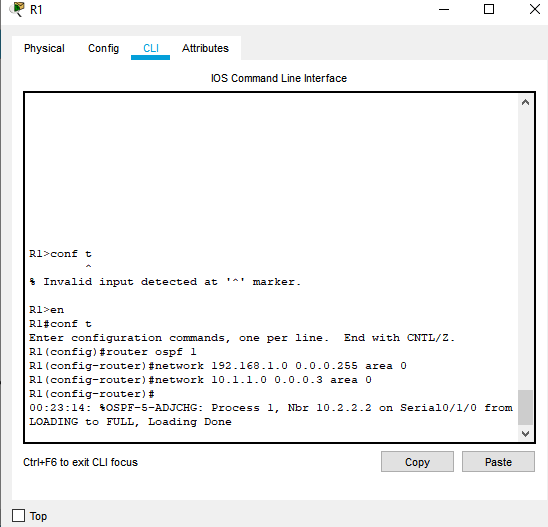 R1
Physical Config CLI Attributes
IOS Command Line Interface
R1>conf t
^
% Invalid input detected at '^' marker.
R1>en
R1#conf t
Enter configuration commands, one per line. End with CNTL/Z.
R1(config)#router ospf 1
R1(config-router)#network 192.168.1.0 0.0.0.255 area 0
R1(config-router)#network 10.1.1.0 0.0.0.3 area 0
R1(config-router)#
00:23:14: %OSPF-5-ADJCHG: Process 1, Nbr 10.2.2.2 on Serial0/1/0 from
LOADING to FULL, Loading Done
Ctrl+F6 to exit CLI focus Copy Paste
Top